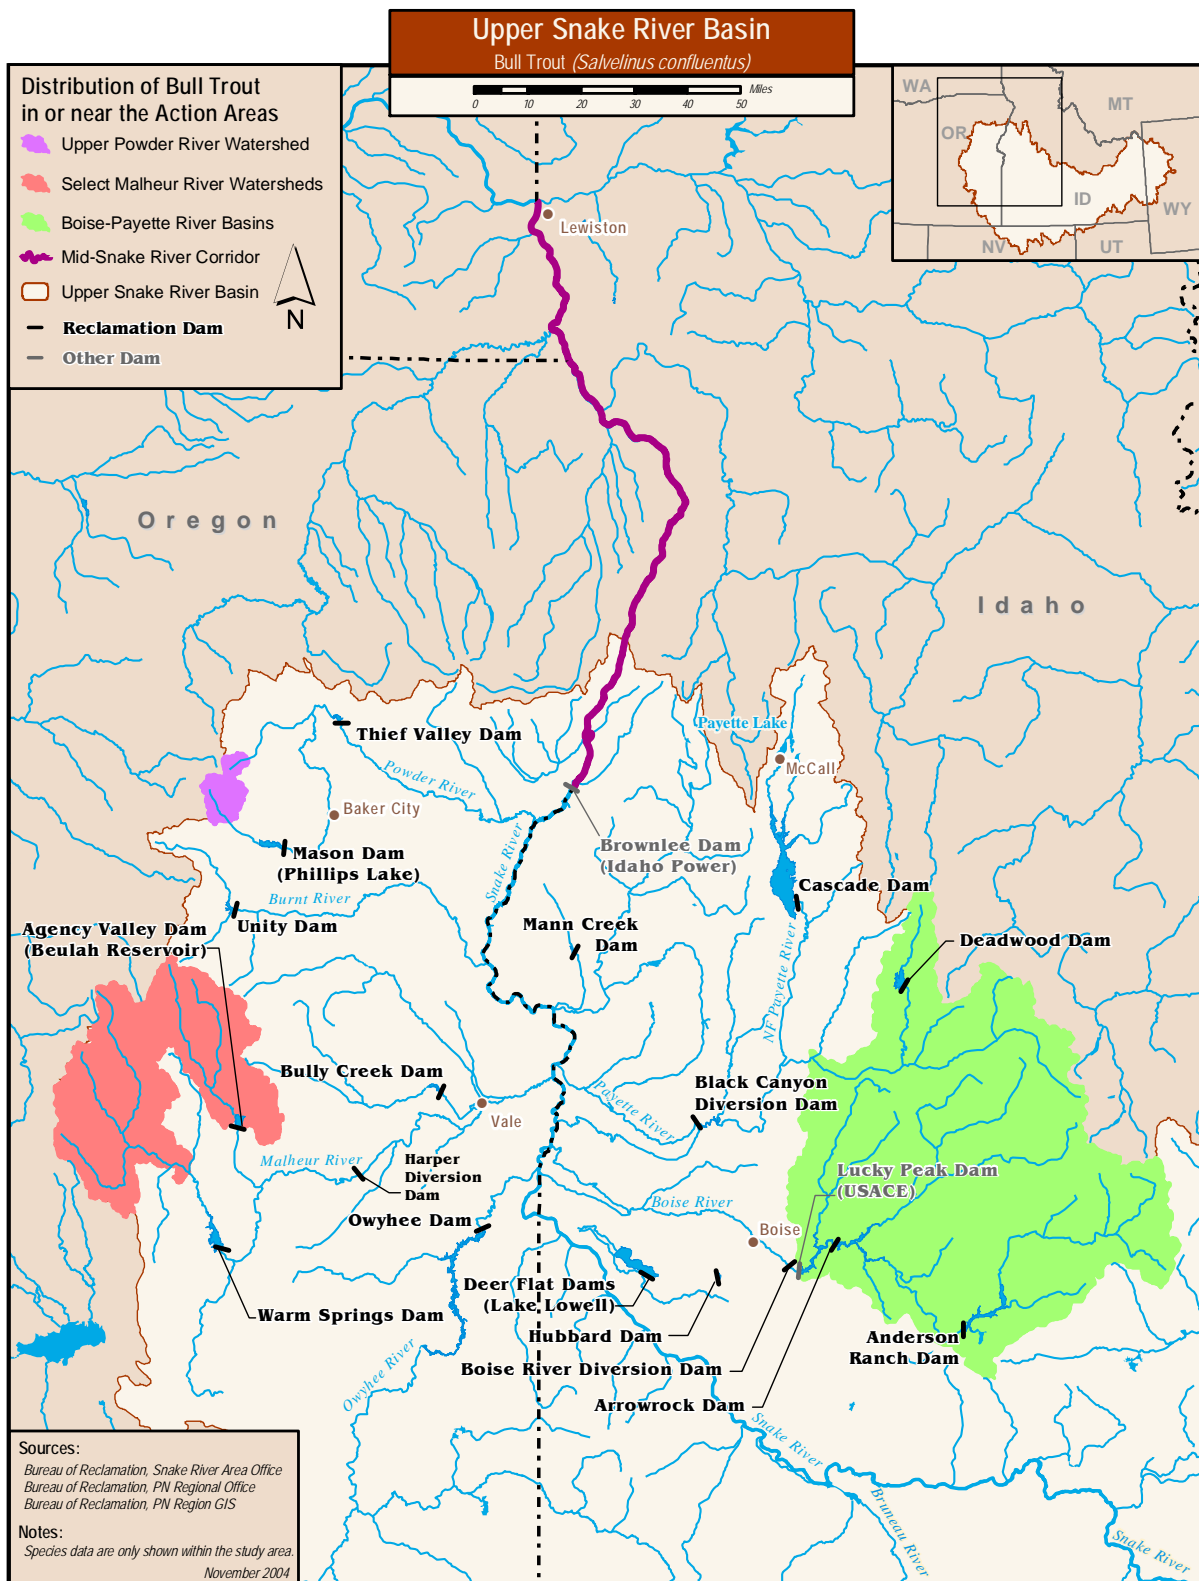 Upper Snake River Basin
Bull Trout (Salvelinus confluentus)
0 10 20 30 40 50 Miles
Distribution of Bull Trout
in or near the Action Areas
Upper Powder River Watershed
Select Malheur River Watersheds
Boise-Payette River Basins
Mid-Snake River Corridor
Upper Snake River Basin
Reclamation Dam
Other Dam
N
WA
MT
OR
ID
WY
NV
UT
Lewiston
Oregon
Idaho
Payette Lake
Thief Valley Dam
McCall
Powder River
Baker City
Snake River
Brownlee Dam
(Idaho Power)
Mason Dam
(Phillips Lake)
Cascade Dam
Burnt River
Unity Dam
Agency Valley Dam
(Beulah Reservoir)
Mann Creek
Dam
Deadwood Dam
NF Payette River
Bully Creek Dam
Vale
Payette River
Black Canyon
Diversion Dam
Malheur River
Harper
Diversion
Dam
Lucky Peak Dam
(USACE)
Boise River
Owyhee Dam
Boise
Deer Flat Dams
(Lake Lowell)
Warm Springs Dam
Hubbard Dam
Anderson
Ranch Dam
Boise River Diversion Dam
Owyhee River
Arrowrock Dam
Snake River
Bruneau River
Snake River
Sources:
Bureau of Reclamation, Snake River Area Office
Bureau of Reclamation, PN Regional Office
Bureau of Reclamation, PN Region GIS
Notes:
Species data are only shown within the study area.
November 2004